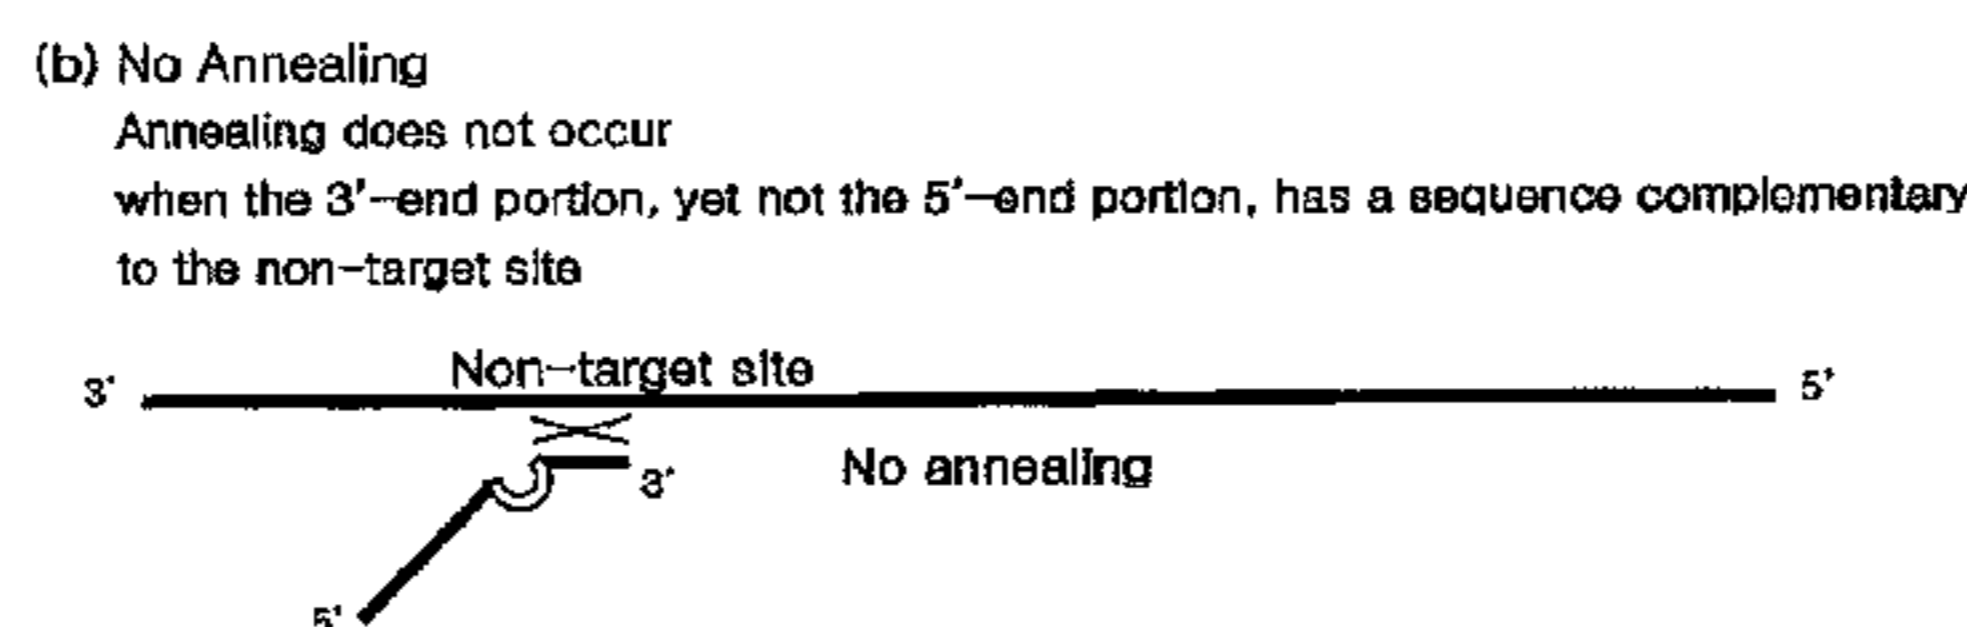 (b) No Annealing
Annealing does not occur
when the 3'-end portion, yet not the 5'-end portion, has a sequence complementary
to the non-target site
Non-target site
3'
5'
No annealing
3'
5'